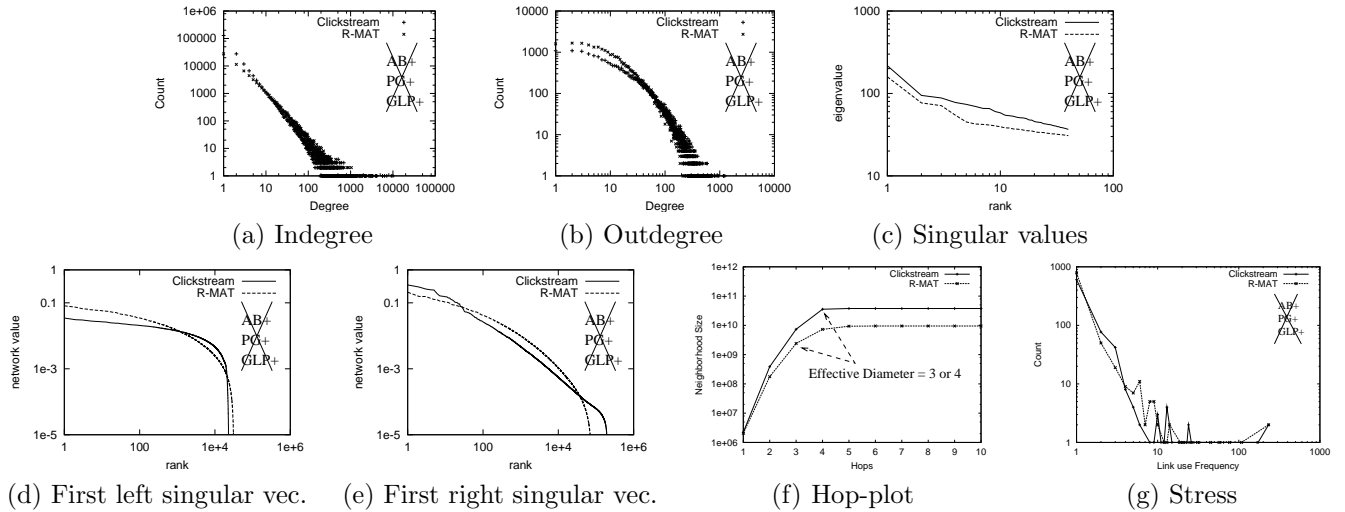 1e+06
100000
10000
1000
100
10
1
1 10 100 1000 10000 100000
Count
Degree
Clickstream
R-MAT
AB+
PG+
GLP+
(a) Indegree
10000
1000
100
10
1
1 10 100 1000 10000
Count
Degree
Clickstream
R-MAT
AB+
PG+
GLP+
(b) Outdegree
1000
100
10
1 10 100
eigenvalue
rank
Clickstream
R-MAT
AB+
PG+
GLP+
(c) Singular values
1
0.1
1e-3
1e-5
1 100 1e+4 1e+6
network value
rank
Clickstream
R-MAT
AB+
PG+
GLP+
(d) First left singular vec.
1
0.1
1e-3
1e-5
1 100 1e+4 1e+6
network value
rank
Clickstream
R-MAT
AB+
PG+
GLP+
(e) First right singular vec.
1e+12
1e+11
1e+10
1e+09
1e+08
1e+07
1e+06
1 2 3 4 5 6 7 8 9 10
Neighborhood Size
Hops
Clickstream
R-MAT
Effective Diameter = 3 or 4
(f) Hop-plot
1000
100
10
1
1 10 100 1000
Count
Link use Frequency
Clickstream
R-MAT
AB+
PG+
GLP+
(g) Stress